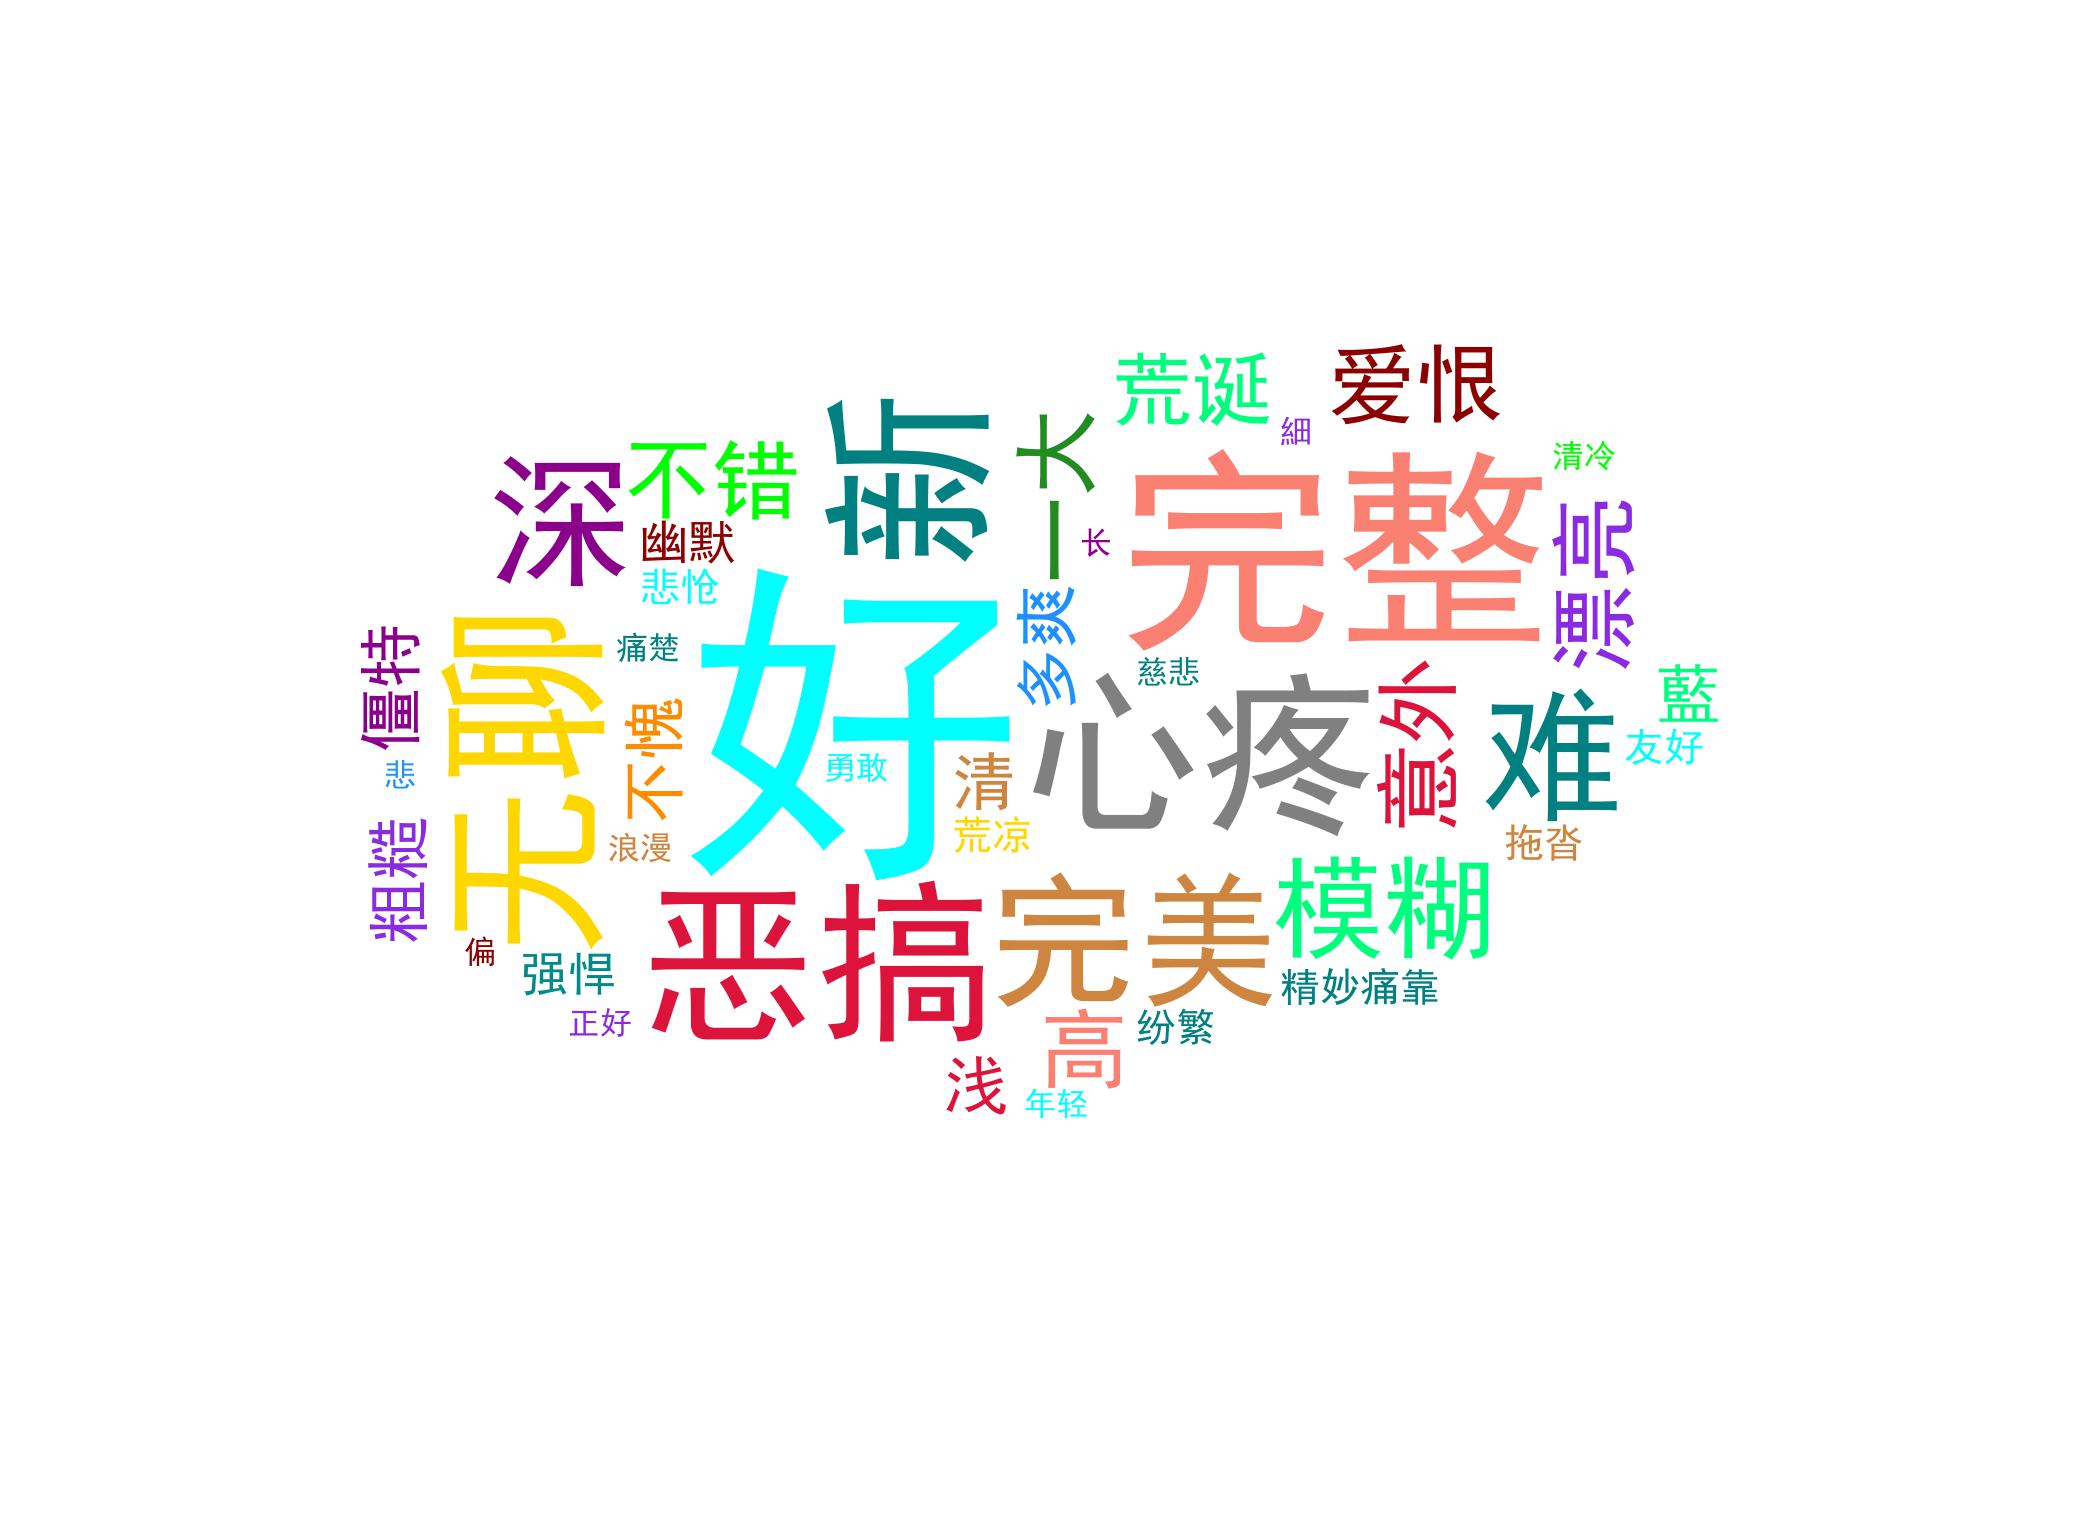 荒诞
爱恨
新
一大
細
不错
深
清冷
完整
漂亮
幽默
长
悲怆
多爽
好
无聊
痛楚
僵特
慈悲
心疼
意外
难
藍
友好
不愧
勇敢
清
悲
荒凉
浪漫
拖沓
粗糙
恶搞
完美
模糊
偏
强悍
精妙痛靠
正好
高
纷繁
浅
年轻